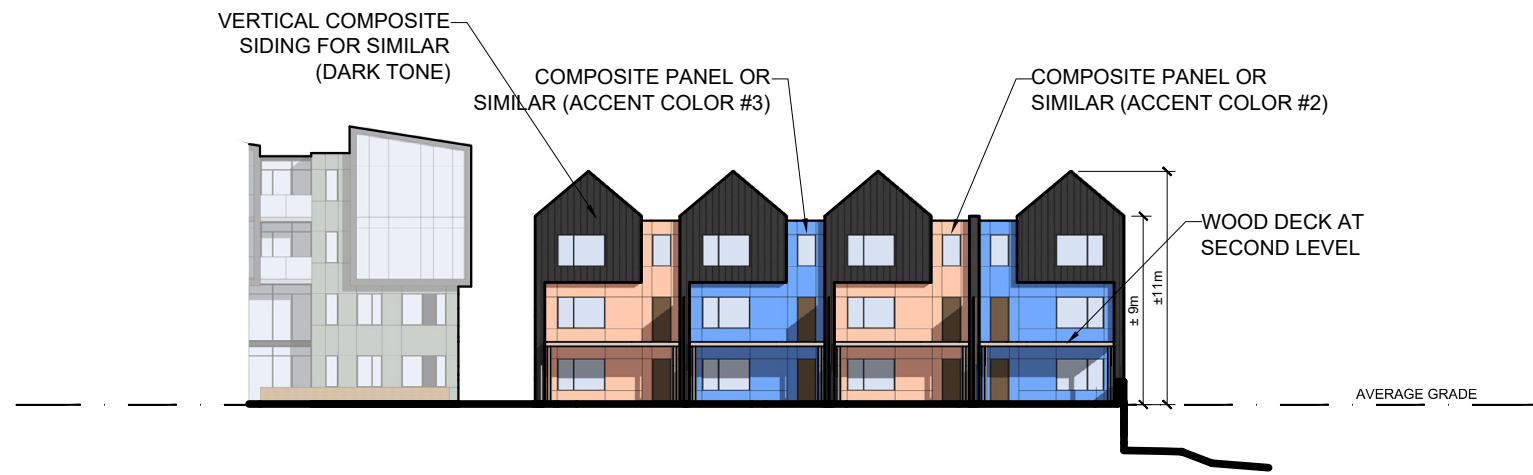 VERTICAL COMPOSITE
SIDING FOR SIMILAR
(DARK TONE)
COMPOSITE PANEL OR
SIMILAR (ACCENT COLOR #3)
COMPOSITE PANEL OR
SIMILAR (ACCENT COLOR #2)
WOOD DECK AT
SECOND LEVEL
± 9m
±11m
AVERAGE GRADE